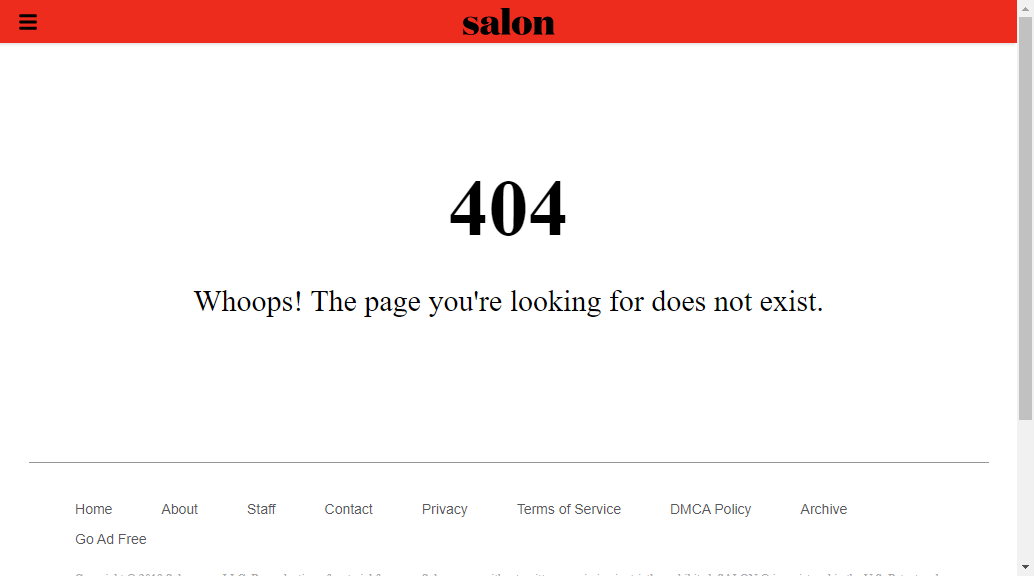 salon
404
Whoops! The page you're looking for does not exist.
Home About Staff Contact Privacy Terms of Service DMCA Policy Archive
Go Ad Free